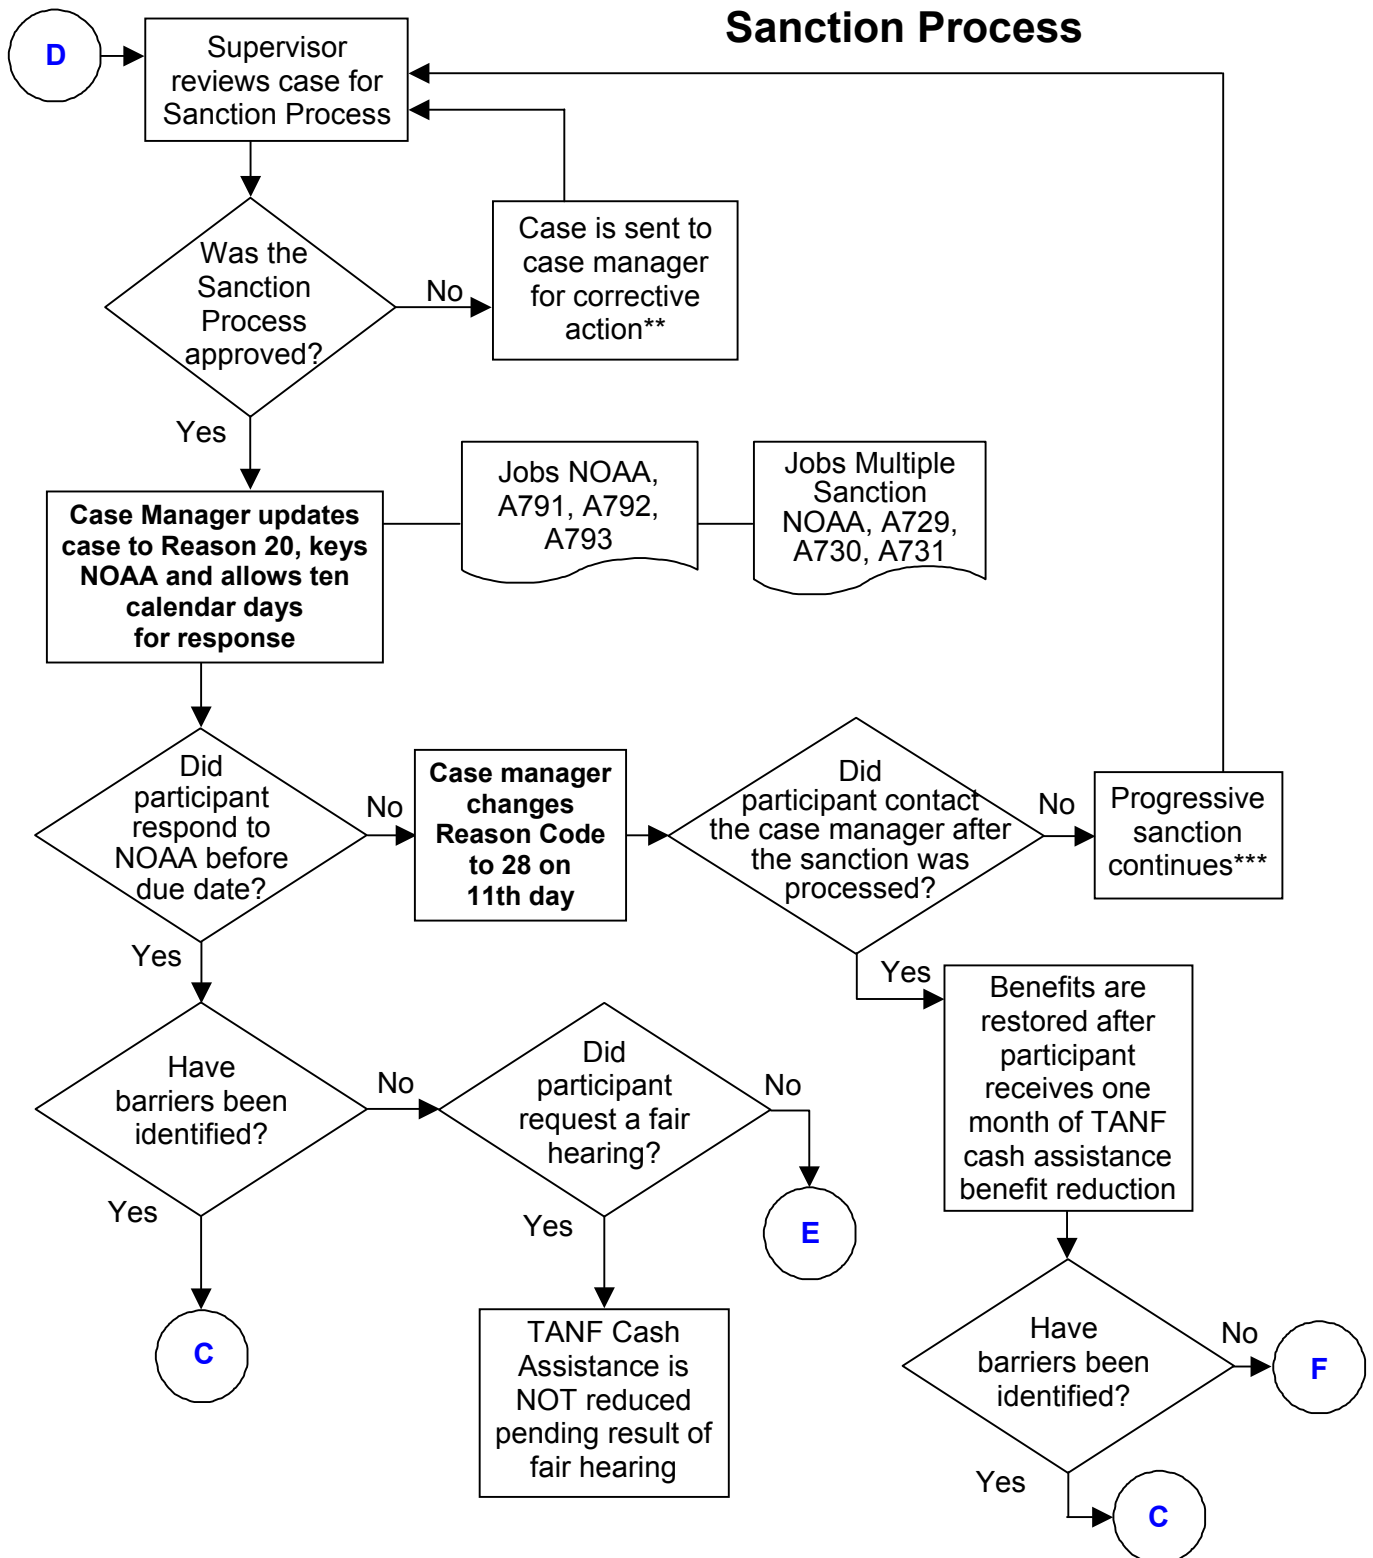 Sanction Process
D
Supervisor
reviews case for
Sanction Process
Was the
Sanction
Process
approved?
No
Case is sent to
case manager
for corrective
action**
Yes
Case Manager updates
case to Reason 20, keys
NOAA and allows ten
calendar days
for response
Jobs NOAA,
A791, A792,
A793
Jobs Multiple
Sanction
NOAA, A729,
A730, A731
Did
participant
respond to
NOAA before
due date?
No
Case manager
changes
Reason Code
to 28 on
11th day
Did
participant contact
the case manager after
the sanction was
processed?
No
Progressive
sanction
continues***
Yes
Yes
Benefits are
restored after
participant
receives one
month of TANF
cash assistance
benefit reduction
Have
barriers been
identified?
No
Did
participant
request a fair
hearing?
No
E
Yes
C
Yes
TANF Cash
Assistance is
NOT reduced
pending result of
fair hearing
Have
barriers been
identified?
No
F
Yes
C